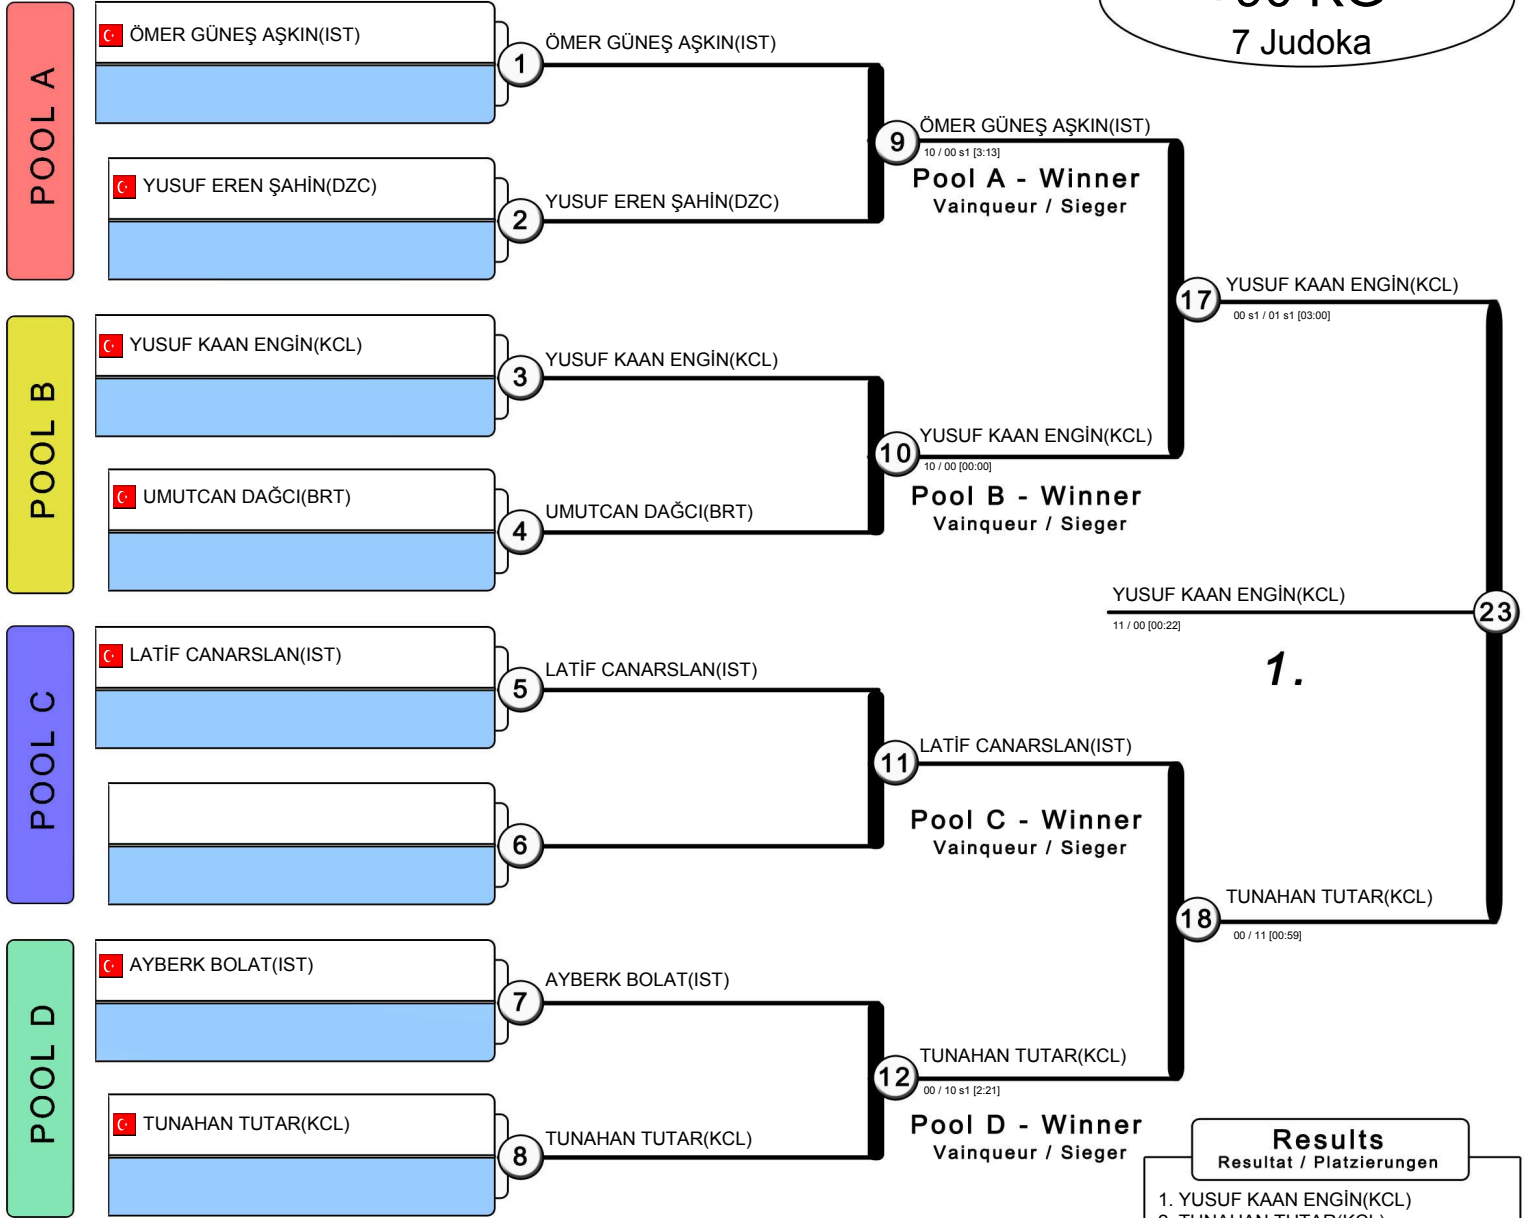 7 Judoka
POOL A
ÖMER GÜNEŞ AŞKIN(IST)
1
ÖMER GÜNEŞ AŞKIN(IST)
YUSUF EREN ŞAHİN(DZC)
2
YUSUF EREN ŞAHİN(DZC)
9
ÖMER GÜNEŞ AŞKIN(IST)
10 / 00 s1 [3:13]
Pool A - Winner
Vainqueur / Sieger
POOL B
YUSUF KAAN ENGİN(KCL)
3
YUSUF KAAN ENGİN(KCL)
UMUTCAN DAĞCI(BRT)
4
UMUTCAN DAĞCI(BRT)
10
YUSUF KAAN ENGİN(KCL)
10 / 00 [00:00]
Pool B - Winner
Vainqueur / Sieger
17
YUSUF KAAN ENGİN(KCL)
00 s1 / 01 s1 [03:00]
YUSUF KAAN ENGİN(KCL)
23
11 / 00 [00:22]
1.
POOL C
LATİF CANARSLAN(IST)
5
LATİF CANARSLAN(IST)
6
11
LATİF CANARSLAN(IST)
Pool C - Winner
Vainqueur / Sieger
18
TUNAHAN TUTAR(KCL)
00 / 11 [00:59]
POOL D
AYBERK BOLAT(IST)
7
AYBERK BOLAT(IST)
TUNAHAN TUTAR(KCL)
8
TUNAHAN TUTAR(KCL)
12
TUNAHAN TUTAR(KCL)
00 / 10 s1 [2:21]
Pool D - Winner
Vainqueur / Sieger
Results
Resultat / Platzierungen
1. YUSUF KAAN ENGİN(KCL)
2. TUNAHAN TUTAR(KCL)